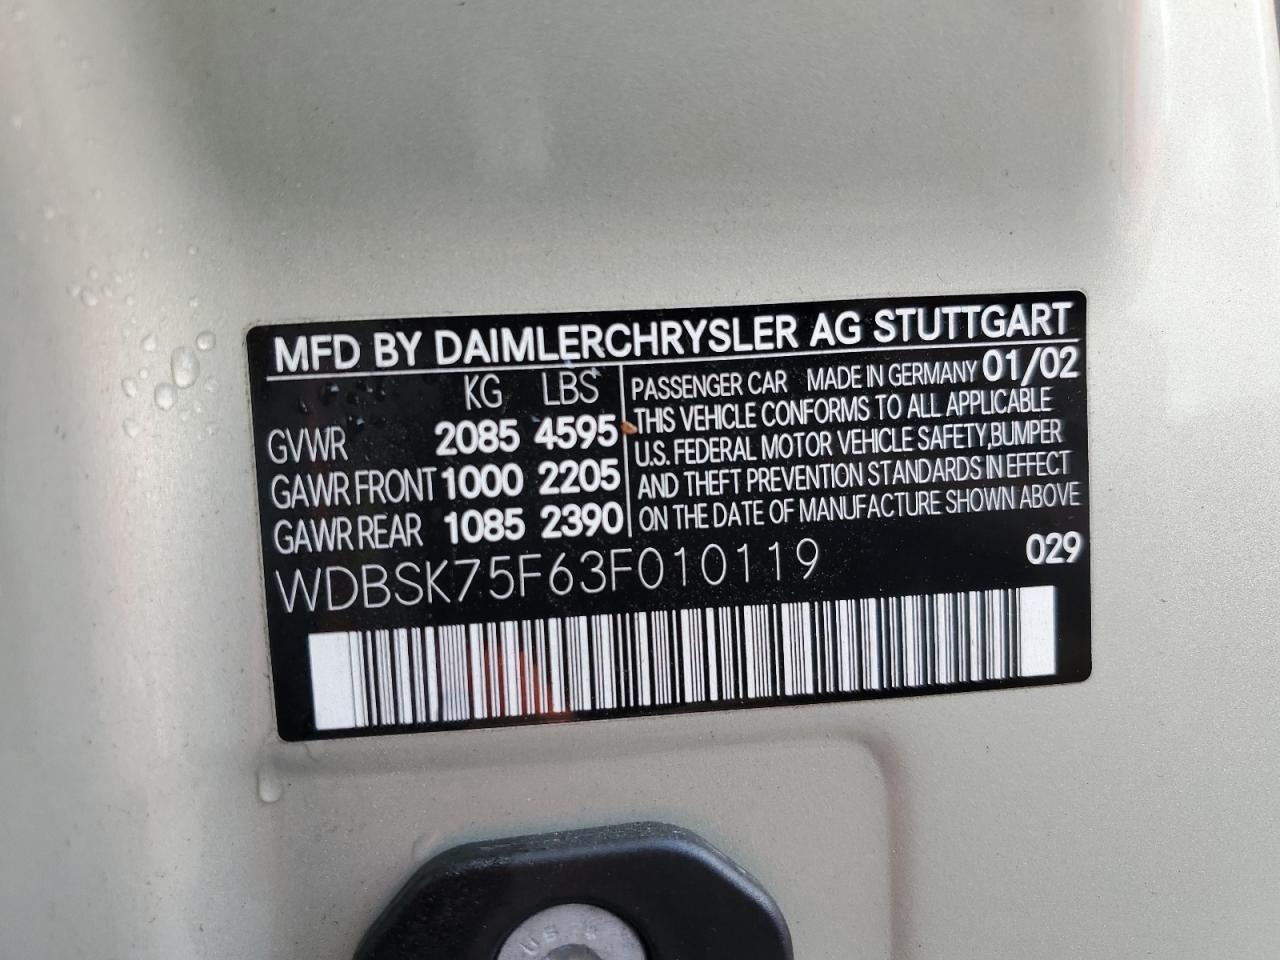 MFD BY DAIMLERCHRYSLER AG STUTTGART
KG LBS
GVWR 2085 4595
GAWR FRONT 1000 2205
GAWR REAR 1085 2390
PASSENGER CAR MADE IN GERMANY 01/02
THIS VEHICLE CONFORMS TO ALL APPLICABLE
U.S. FEDERAL MOTOR VEHICLE SAFETY,BUMPER
AND THEFT PREVENTION STANDARDS IN EFFECT
ON THE DATE OF MANUFACTURE SHOWN ABOVE
WDBSK75F63F010119
029